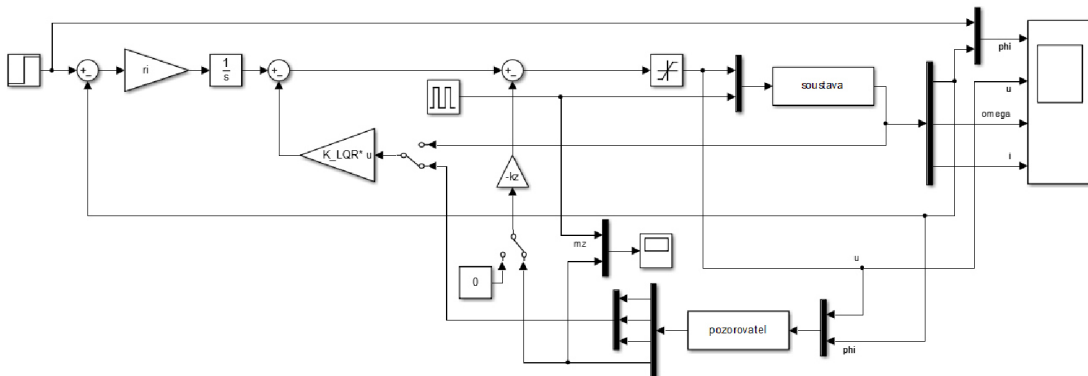 phi
ri
1
s
u
soustava
omega
K_LQR* u
i
-kz
mz
0
u
pozorovatel
phi